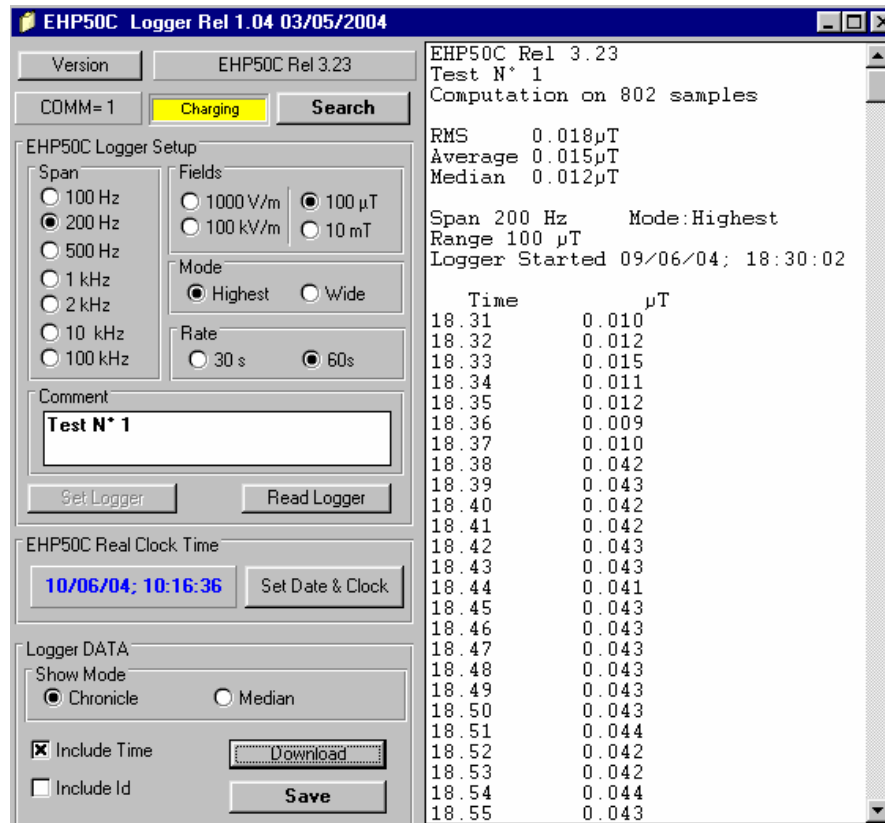 EHP50C Logger Rel 1.04 03/05/2004
Version
EHP50C Rel 3.23
COMM= 1
Charging
Search
EHP50C Logger Setup
Span
100 Hz
200 Hz
500 Hz
1 kHz
2 kHz
10 kHz
100 kHz
Fields
1000 V/m
100 µT
100 kV/m
10 mT
Mode
Highest
Wide
Rate
30 s
60s
Comment
Test N° 1
Set Logger
Read Logger
EHP50C Real Clock Time
10/06/04; 10:16:36
Set Date & Clock
Logger DATA
Show Mode
Chronicle
Median
Include Time
Download
Include Id
Save
EHP50C Rel 3.23
Test N° 1
Computation on 802 samples
RMS 0.018µT
Average 0.015µT
Median 0.012µT
Span 200 Hz Mode:Highest
Range 100 µT
Logger Started 09/06/04; 18:30:02
Time µT
18.31 0.010
18.32 0.012
18.33 0.015
18.34 0.011
18.35 0.012
18.36 0.009
18.37 0.010
18.38 0.042
18.39 0.043
18.40 0.042
18.41 0.042
18.42 0.043
18.43 0.043
18.44 0.041
18.45 0.043
18.46 0.043
18.47 0.043
18.48 0.043
18.49 0.043
18.50 0.043
18.51 0.044
18.52 0.042
18.53 0.042
18.54 0.044
18.55 0.043